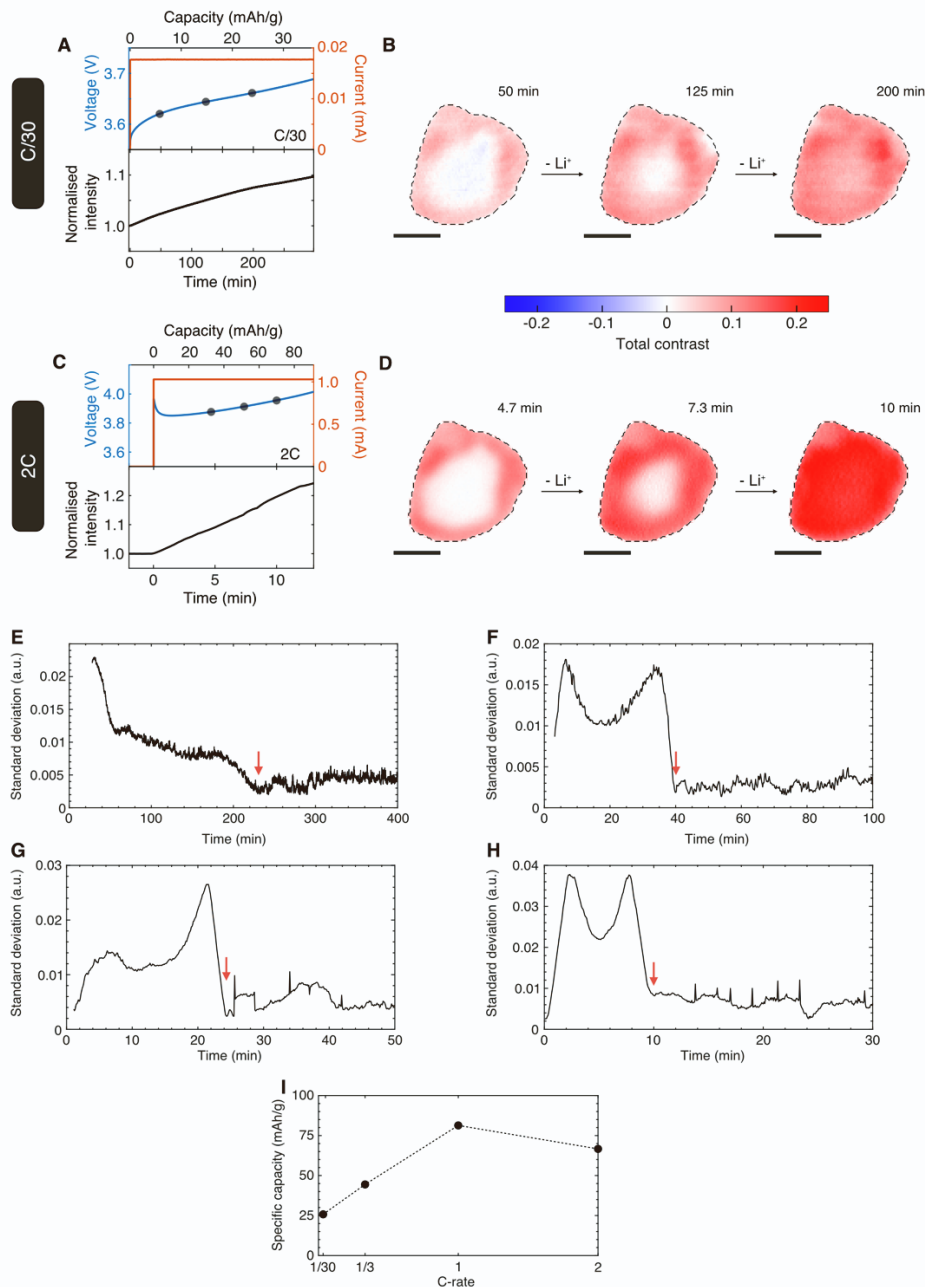 Capacity (mAh/g)
A
0 10 20 30
B
C/30
Voltage (V)
3.7
3.6
0.02
0.01
0
Current (mA)
C/30
Normalised
intensity
1.1
1.0
0 100 200
Time (min)
50 min
125 min
200 min
- Li⁺
- Li⁺
-0.2 -0.1 0 0.1 0.2
Total contrast
Capacity (mAh/g)
C
0 20 40 60 80
D
2C
Voltage (V)
4.0
3.8
3.6
1.0
0.5
0
Current (mA)
2C
Normalised
intensity
1.2
1.0
0 5 10
Time (min)
4.7 min
7.3 min
10 min
- Li⁺
- Li⁺
E
Standard deviation (a.u.)
0.02
0.015
0.01
0.005
0
0 100 200 300 400
Time (min)
F
Standard deviation (a.u.)
0.02
0.015
0.01
0.005
0
0 20 40 60 80 100
Time (min)
G
Standard deviation (a.u.)
0.03
0.02
0.01
0
0 10 20 30 40 50
Time (min)
H
Standard deviation (a.u.)
0.04
0.03
0.02
0.01
0
0 10 20 30
Time (min)
I
Specific capacity (mAh/g)
100
75
50
25
0
1/30 1/3 1 2
C-rate